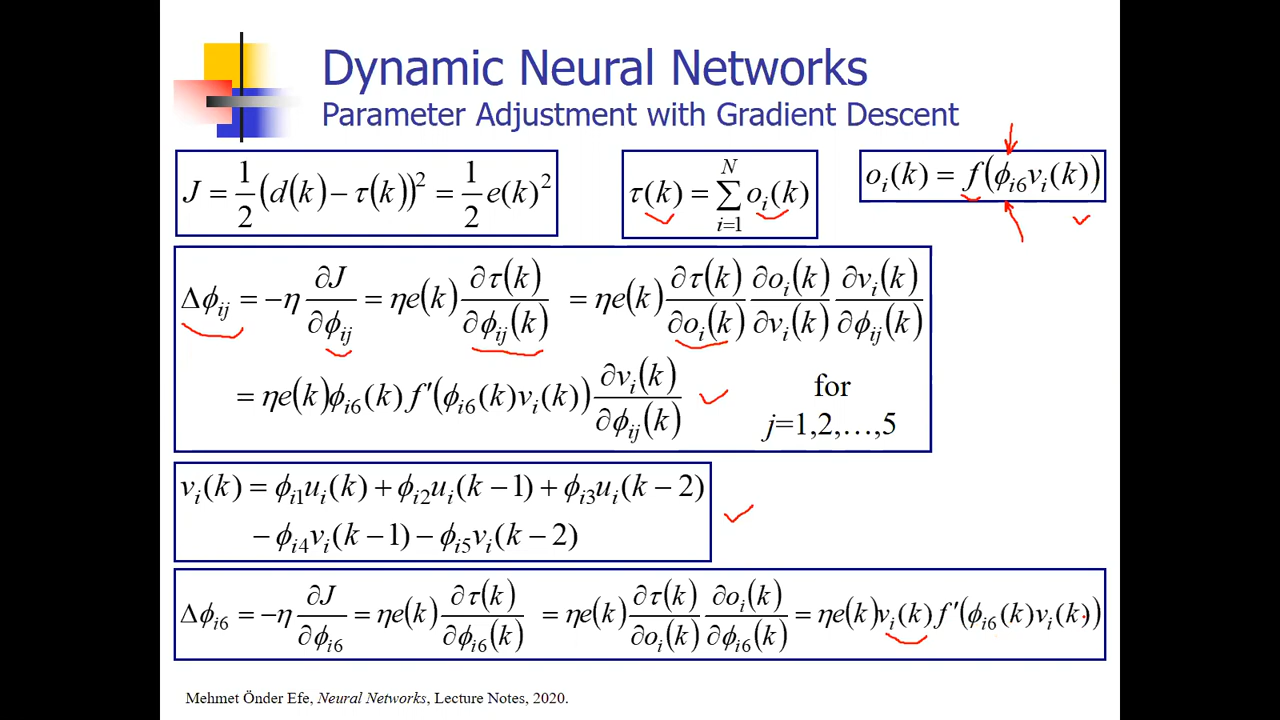 Dynamic Neural Networks
Parameter Adjustment with Gradient Descent
J = 1/2 (d(k) − τ(k))² = 1/2 e(k)²
τ(k) = ∑_{i=1}^{N} o_i(k)
o_i(k) = f(ϕ_{i6}v_i(k))
Δϕ_{ij} = −η ∂J/∂ϕ_{ij} = ηe(k) ∂τ(k)/∂ϕ_{ij}(k) = ηe(k) ∂τ(k)/∂o_i(k) ∂o_i(k)/∂v_i(k) ∂v_i(k)/∂ϕ_{ij}(k)
= ηe(k)ϕ_{i6}(k) f′(ϕ_{i6}(k)v_i(k)) ∂v_i(k)/∂ϕ_{ij}(k)
for
j=1,2,…,5
v_i(k) = ϕ_{i1}u_i(k) + ϕ_{i2}u_i(k−1) + ϕ_{i3}u_i(k−2)
− ϕ_{i4}v_i(k−1) − ϕ_{i5}v_i(k−2)
Δϕ_{i6} = −η ∂J/∂ϕ_{i6} = ηe(k) ∂τ(k)/∂ϕ_{i6}(k) = ηe(k) ∂τ(k)/∂o_i(k) ∂o_i(k)/∂ϕ_{i6}(k) = ηe(k)v_i(k) f′(ϕ_{i6}(k)v_i(k))
Mehmet Önder Efe, Neural Networks, Lecture Notes, 2020.